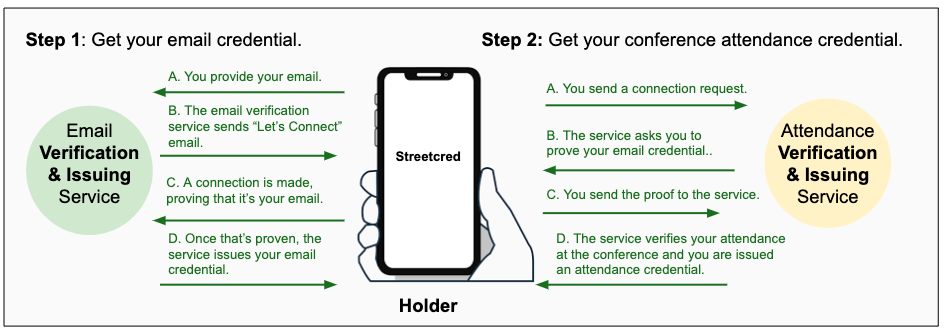 Step 1: Get your email credential.
A. You provide your email.
B. The email verification
service sends “Let’s Connect”
email.
C. A connection is made,
proving that it’s your email.
D. Once that’s proven, the
service issues your email
credential.
Email
Verification
& Issuing
Service
Streetcred
Holder
Step 2: Get your conference attendance credential.
A. You send a connection request.
B. The service asks you to
prove your email credential..
C. You send the proof to the service.
D. The service verifies your attendance
at the conference and you are issued
an attendance credential.
Attendance
Verification
& Issuing
Service